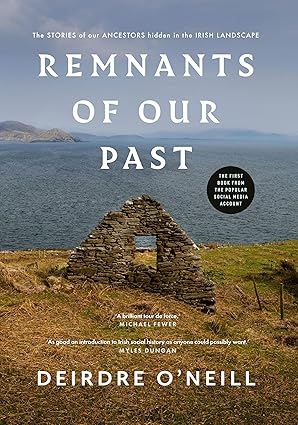 The STORIES of our ANCESTORS hidden in the IRISH LANDSCAPE
REMNANTS
OF OUR
PAST
THE FIRST
BOOK FROM
THE POPULAR
SOCIAL MEDIA
ACCOUNT
'A brilliant tour de force.'
MICHAEL FEWER
'As good an introduction to Irish social history as anyone could possibly want.'
MYLES DUNGAN
DEIRDRE O'NEILL